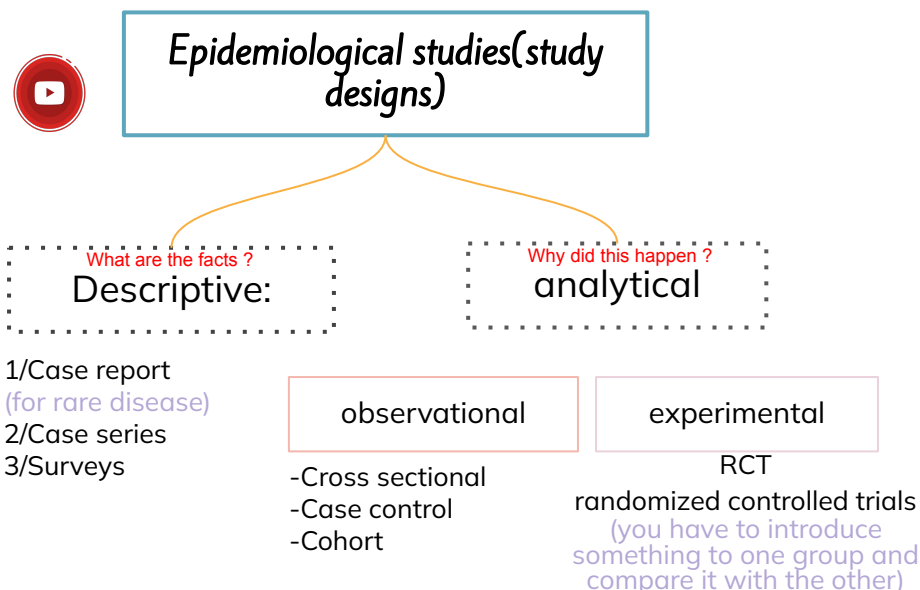 Epidemiological studies(study
designs)
What are the facts ?
Descriptive:
Why did this happen ?
analytical
1/Case report
(for rare disease)
2/Case series
3/Surveys
observational
-Cross sectional
-Case control
-Cohort
experimental
RCT
randomized controlled trials
(you have to introduce
something to one group and
compare it with the other)